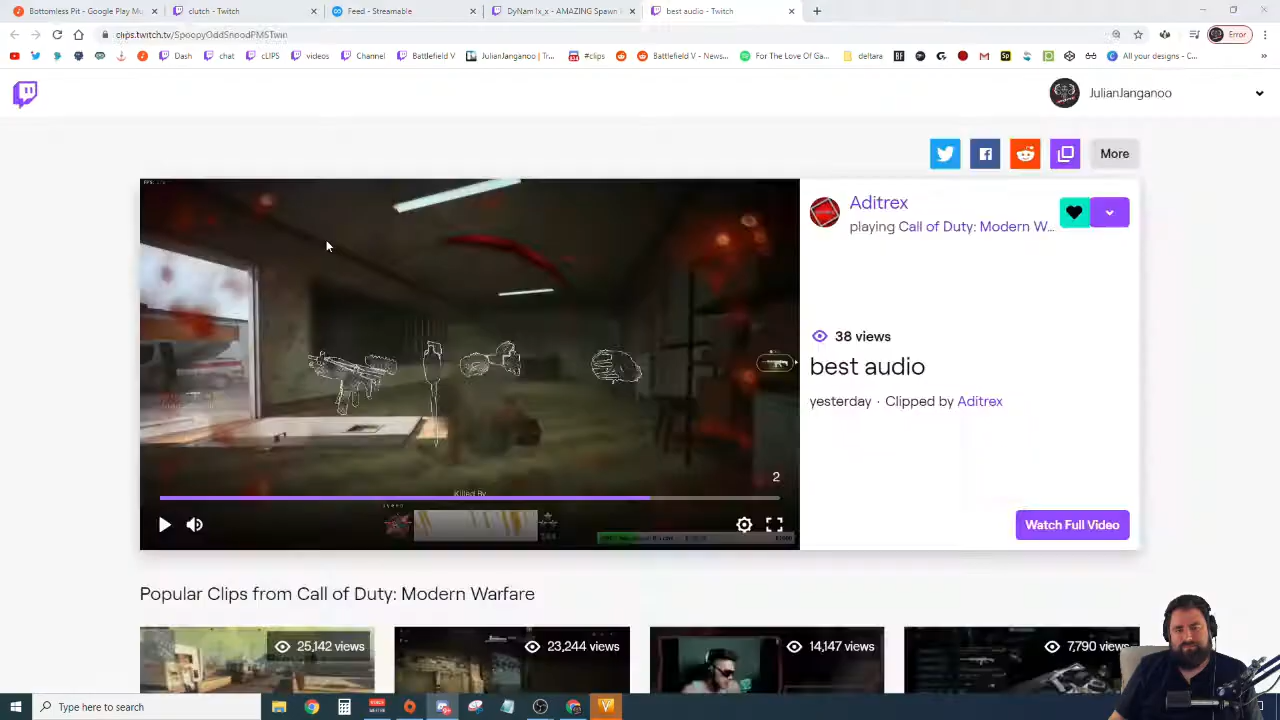 Bottomless Pit - Google Play Mu
clutch - Twitch
Feed - Streamable
DyNam Ix_x - AMAZING Spawn
best audio - Twitch
clips.twitch.tv/SpoopyOddSnoodPMSTwin
Error
Dash
chat
cLIPS
videos
Channel
Battlefield V
JulianJanganoo | Tr...
#clips
Battlefield V - News...
For The Love Of Ga...
deltara
All your designs - C...
JulianJanganoo
More
Aditrex
playing Call of Duty: Modern W...
38 views
best audio
yesterday · Clipped by Aditrex
2
Killed By
Watch Full Video
Popular Clips from Call of Duty: Modern Warfare
25,142 views
23,244 views
14,147 views
7,790 views
Type here to search